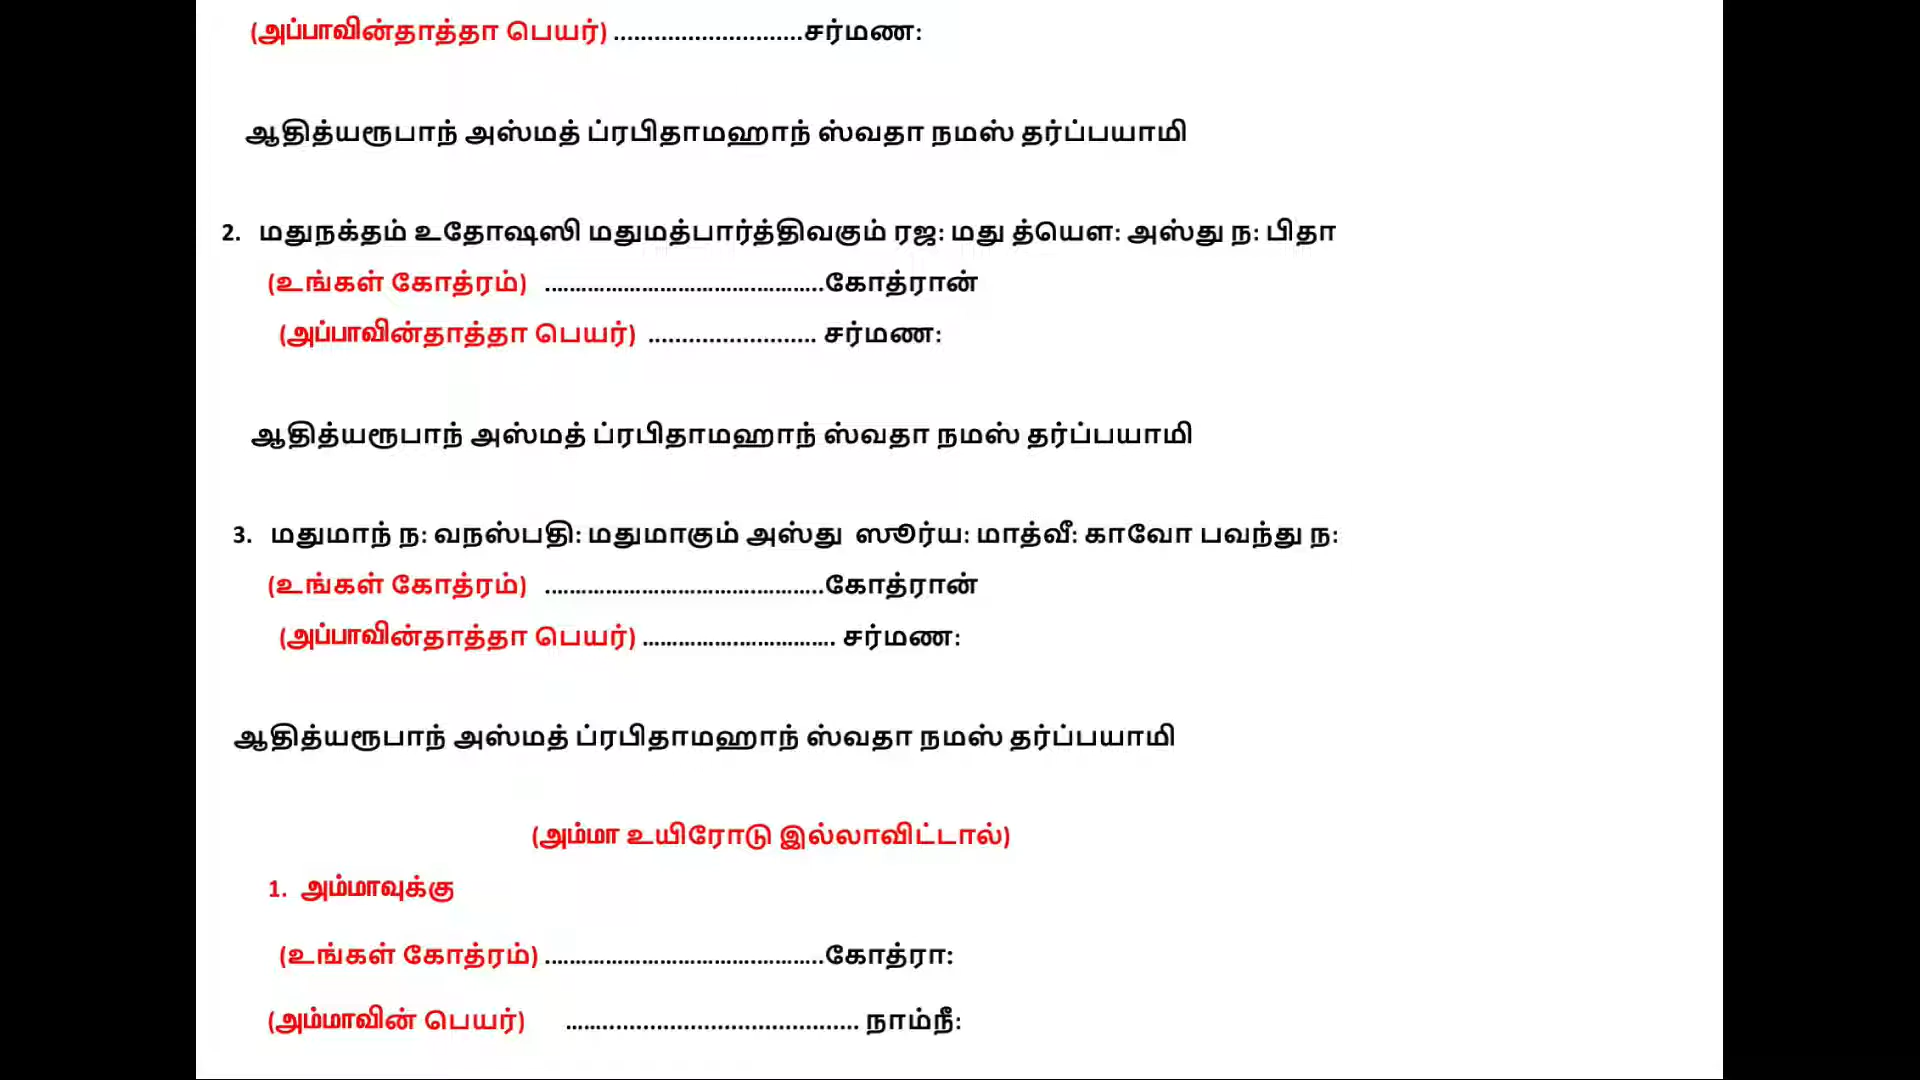 (அப்பாவின்தாத்தா பெயர்) ............................சர்மண:
ஆதித்யரூபாந் அஸ்மத் ப்ரபிதாமஹாந் ஸ்வதா நமஸ் தர்ப்பயாமி
2. மதுநக்தம் உதோஷஸி மதுமத்பார்த்திவகும் ரஜ: மது த்யௌ: அஸ்து ந: பிதா
(உங்கள் கோத்ரம்) ..........................................கோத்ரான்
(அப்பாவின்தாத்தா பெயர்) ......................... சர்மண:
ஆதித்யரூபாந் அஸ்மத் ப்ரபிதாமஹாந் ஸ்வதா நமஸ் தர்ப்பயாமி
3. மதுமாந் ந: வநஸ்பதி: மதுமாகும் அஸ்து ஸூர்ய: மாத்வீ: காவோ பவந்து ந:
(உங்கள் கோத்ரம்) ..........................................கோத்ரான்
(அப்பாவின்தாத்தா பெயர்) ............................. சர்மண:
ஆதித்யரூபாந் அஸ்மத் ப்ரபிதாமஹாந் ஸ்வதா நமஸ் தர்ப்பயாமி
(அம்மா உயிரோடு இல்லாவிட்டால்)
1. அம்மாவுக்கு
(உங்கள் கோத்ரம்) ..........................................கோத்ரா:
(அம்மாவின் பெயர்) ............................................ நாம்நீ: